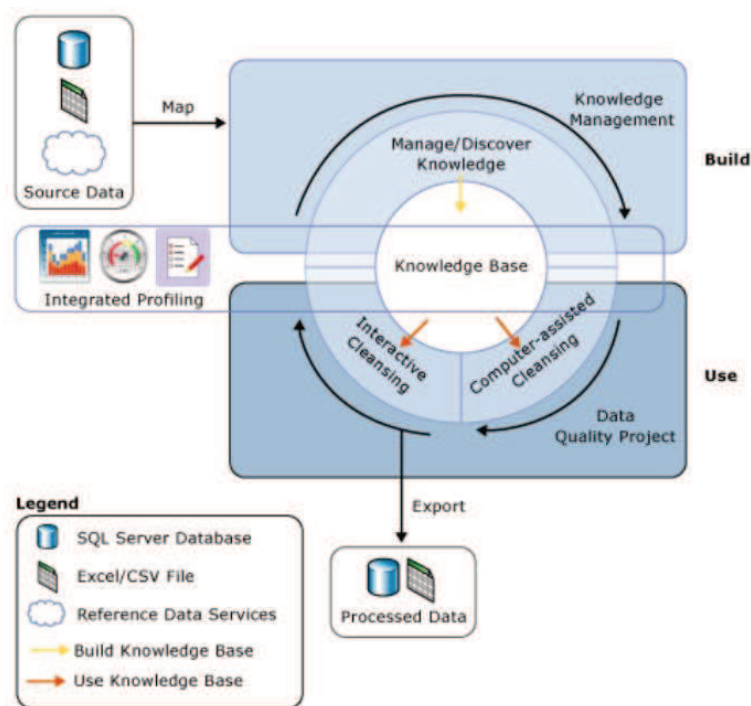 Source Data
Map
Knowledge
Management
Build
Manage/Discover
Knowledge
Knowledge Base
Integrated Profiling
Interactive
Cleansing
Computer-assisted
Cleansing
Use
Data
Quality Project
Export
Processed Data
Legend
SQL Server Database
Excel/CSV File
Reference Data Services
Build Knowledge Base
Use Knowledge Base